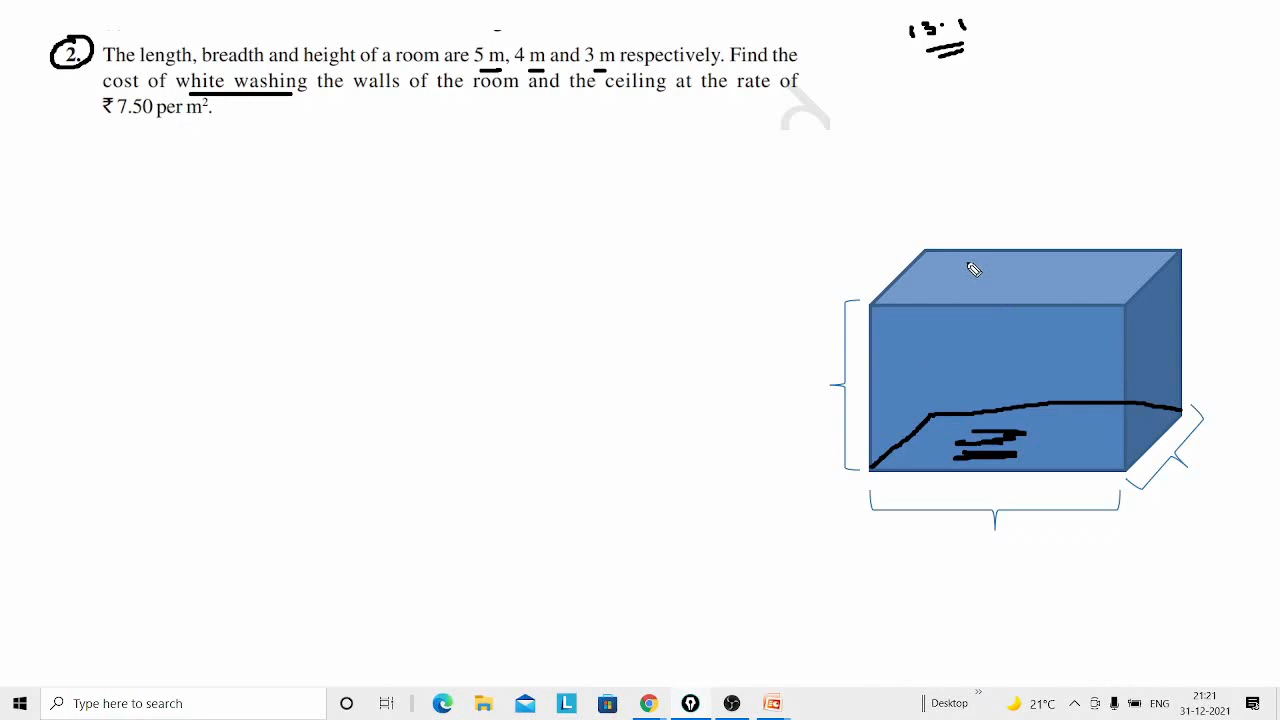 13.1
2. The length, breadth and height of a room are 5 m, 4 m and 3 m respectively. Find the
cost of white washing the walls of the room and the ceiling at the rate of
₹ 7.50 per m².
Type here to search
Desktop
21°C
ENG
21:21
31-12-2021